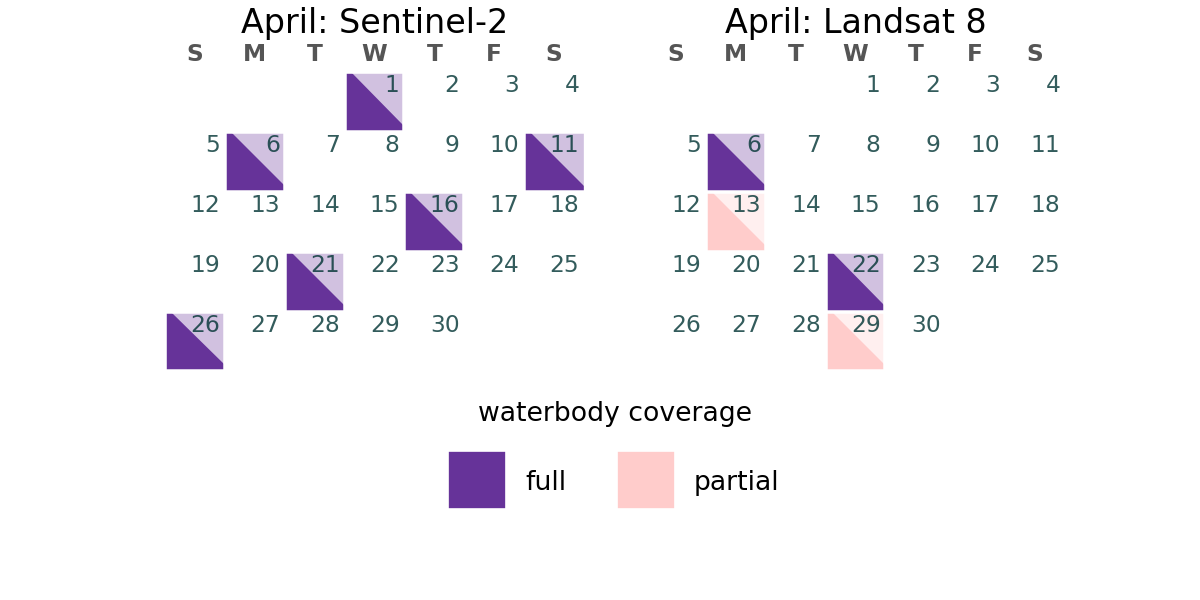 April: Sentinel-2
S M T W T F S
1 2 3 4
5 6 7 8 9 10 11
12 13 14 15 16 17 18
19 20 21 22 23 24 25
26 27 28 29 30
April: Landsat 8
S M T W T F S
1 2 3 4
5 6 7 8 9 10 11
12 13 14 15 16 17 18
19 20 21 22 23 24 25
26 27 28 29 30
waterbody coverage
full
partial